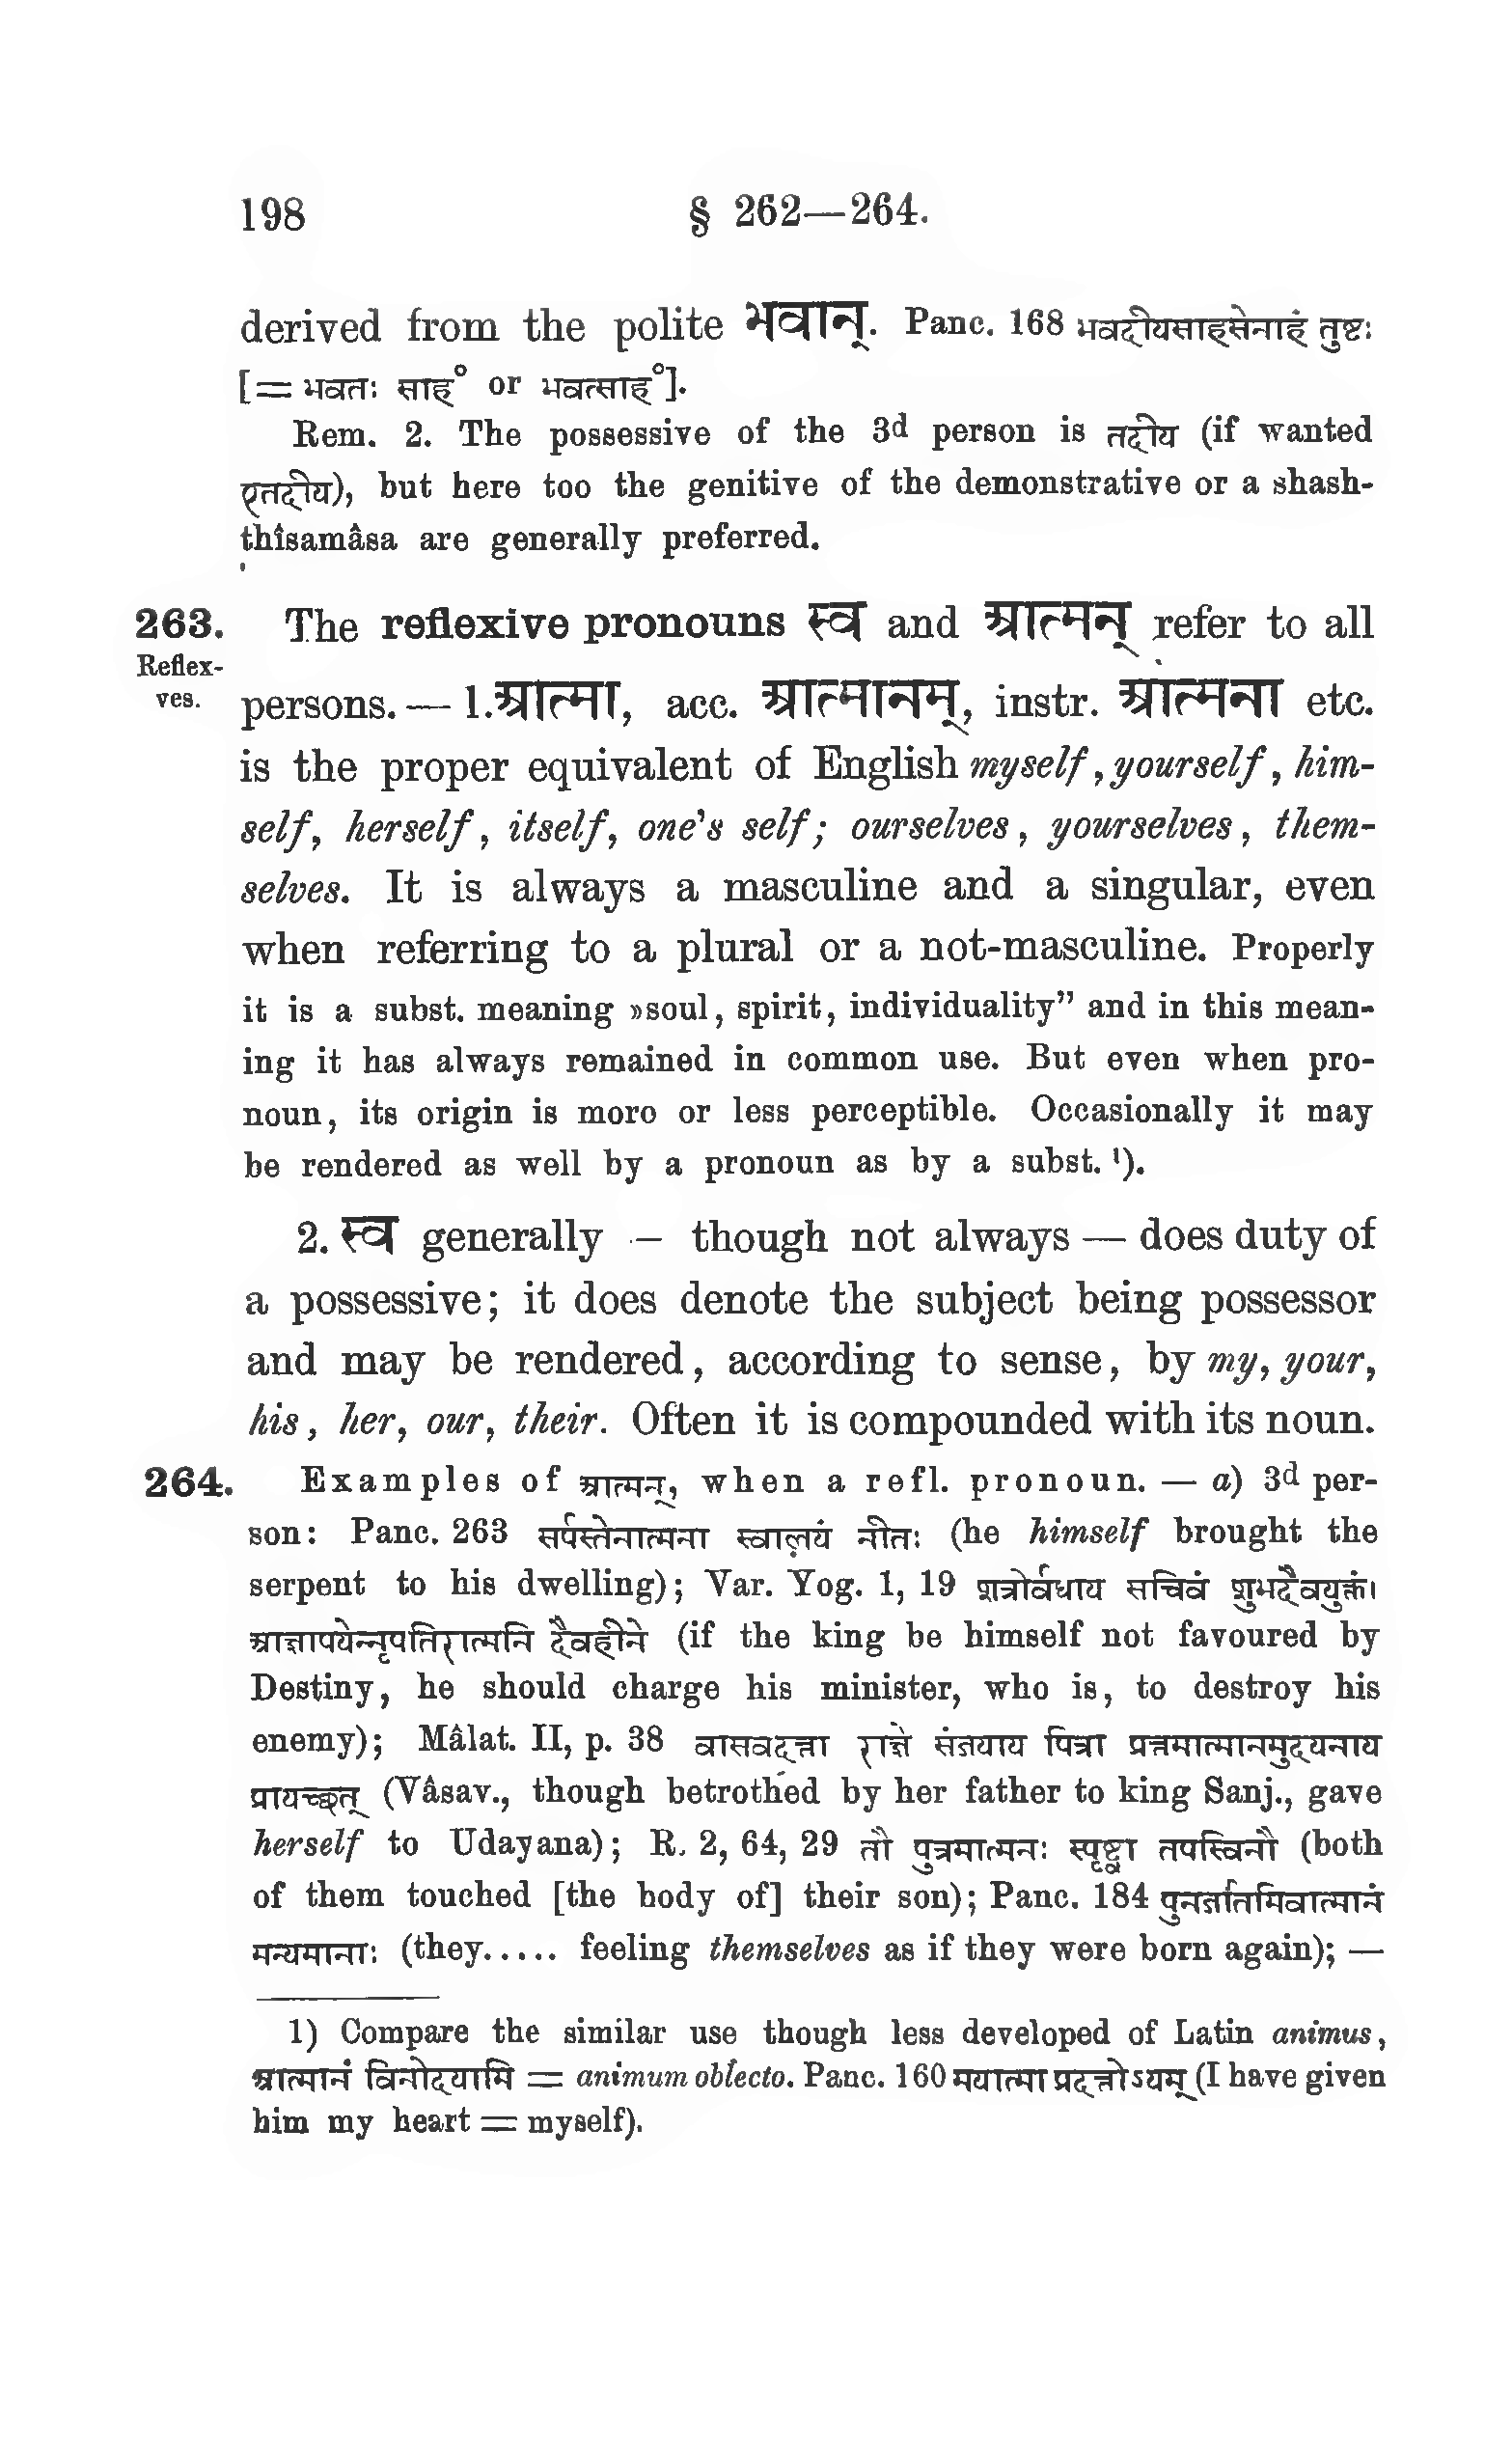 198 § 262—264.
derived from the polite भवान्. Panc. 168 भवदीयसाहसेनाहं तुष्टः
[= भवतः साह° or भवत्साह°].
Rem. 2. The possessive of the 3d person is तदीय (if wanted
एतदीय), but here too the genitive of the demonstrative or a shash-
ṭhîsamâsa are generally preferred.
263. The reflexive pronouns स्व and आत्मन् refer to all
Reflex-
ves. persons. — 1. आत्मा, acc. आत्मानम्, instr. आत्मना etc.
is the proper equivalent of English myself, yourself, him-
self, herself, itself, one's self; ourselves, yourselves, them-
selves. It is always a masculine and a singular, even
when referring to a plural or a not-masculine. Properly
it is a subst. meaning »soul, spirit, individuality” and in this mean-
ing it has always remained in common use. But even when pro-
noun, its origin is moro or less perceptible. Occasionally it may
be rendered as well by a pronoun as by a subst. 1).
2. स्व generally – though not always — does duty of
a possessive; it does denote the subject being possessor
and may be rendered, according to sense, by my, your,
his, her, our, their. Often it is compounded with its noun.
264. Examples of आत्मन्, when a refl. pronoun. — a) 3d per-
son: Panc. 263 सर्पस्तेनात्मना स्वालयं नीतः (he himself brought the
serpent to his dwelling); Var. Yog. 1, 19 शत्रोर्वधाय सचिवं शुभदैवयुक्तं।
आज्ञापयेन्नृपतिरात्मनि दैवहीने (if the king be himself not favoured by
Destiny, he should charge his minister, who is, to destroy his
enemy); Mâlat. II, p. 38 वासवदत्ता राज्ञे संजयाय पित्रा प्रत्तमात्मानमुदयनाय
प्रायच्छत् (Vâsav., though betrothed by her father to king Sanj., gave
herself to Udayana); R. 2, 64, 29 तौ पुत्रमात्मनः स्पृष्ट्वा तपस्विनौ (both
of them touched [the body of] their son); Panc. 184 पुनर्जातमिवात्मानं
मन्यमानाः (they..... feeling themselves as if they were born again); —
1) Compare the similar use though less developed of Latin animus,
आत्मानं विनोदयामि = animum oblecto. Panc. 160 मयात्मा प्रदत्तोऽयम् (I have given
him my heart = myself).